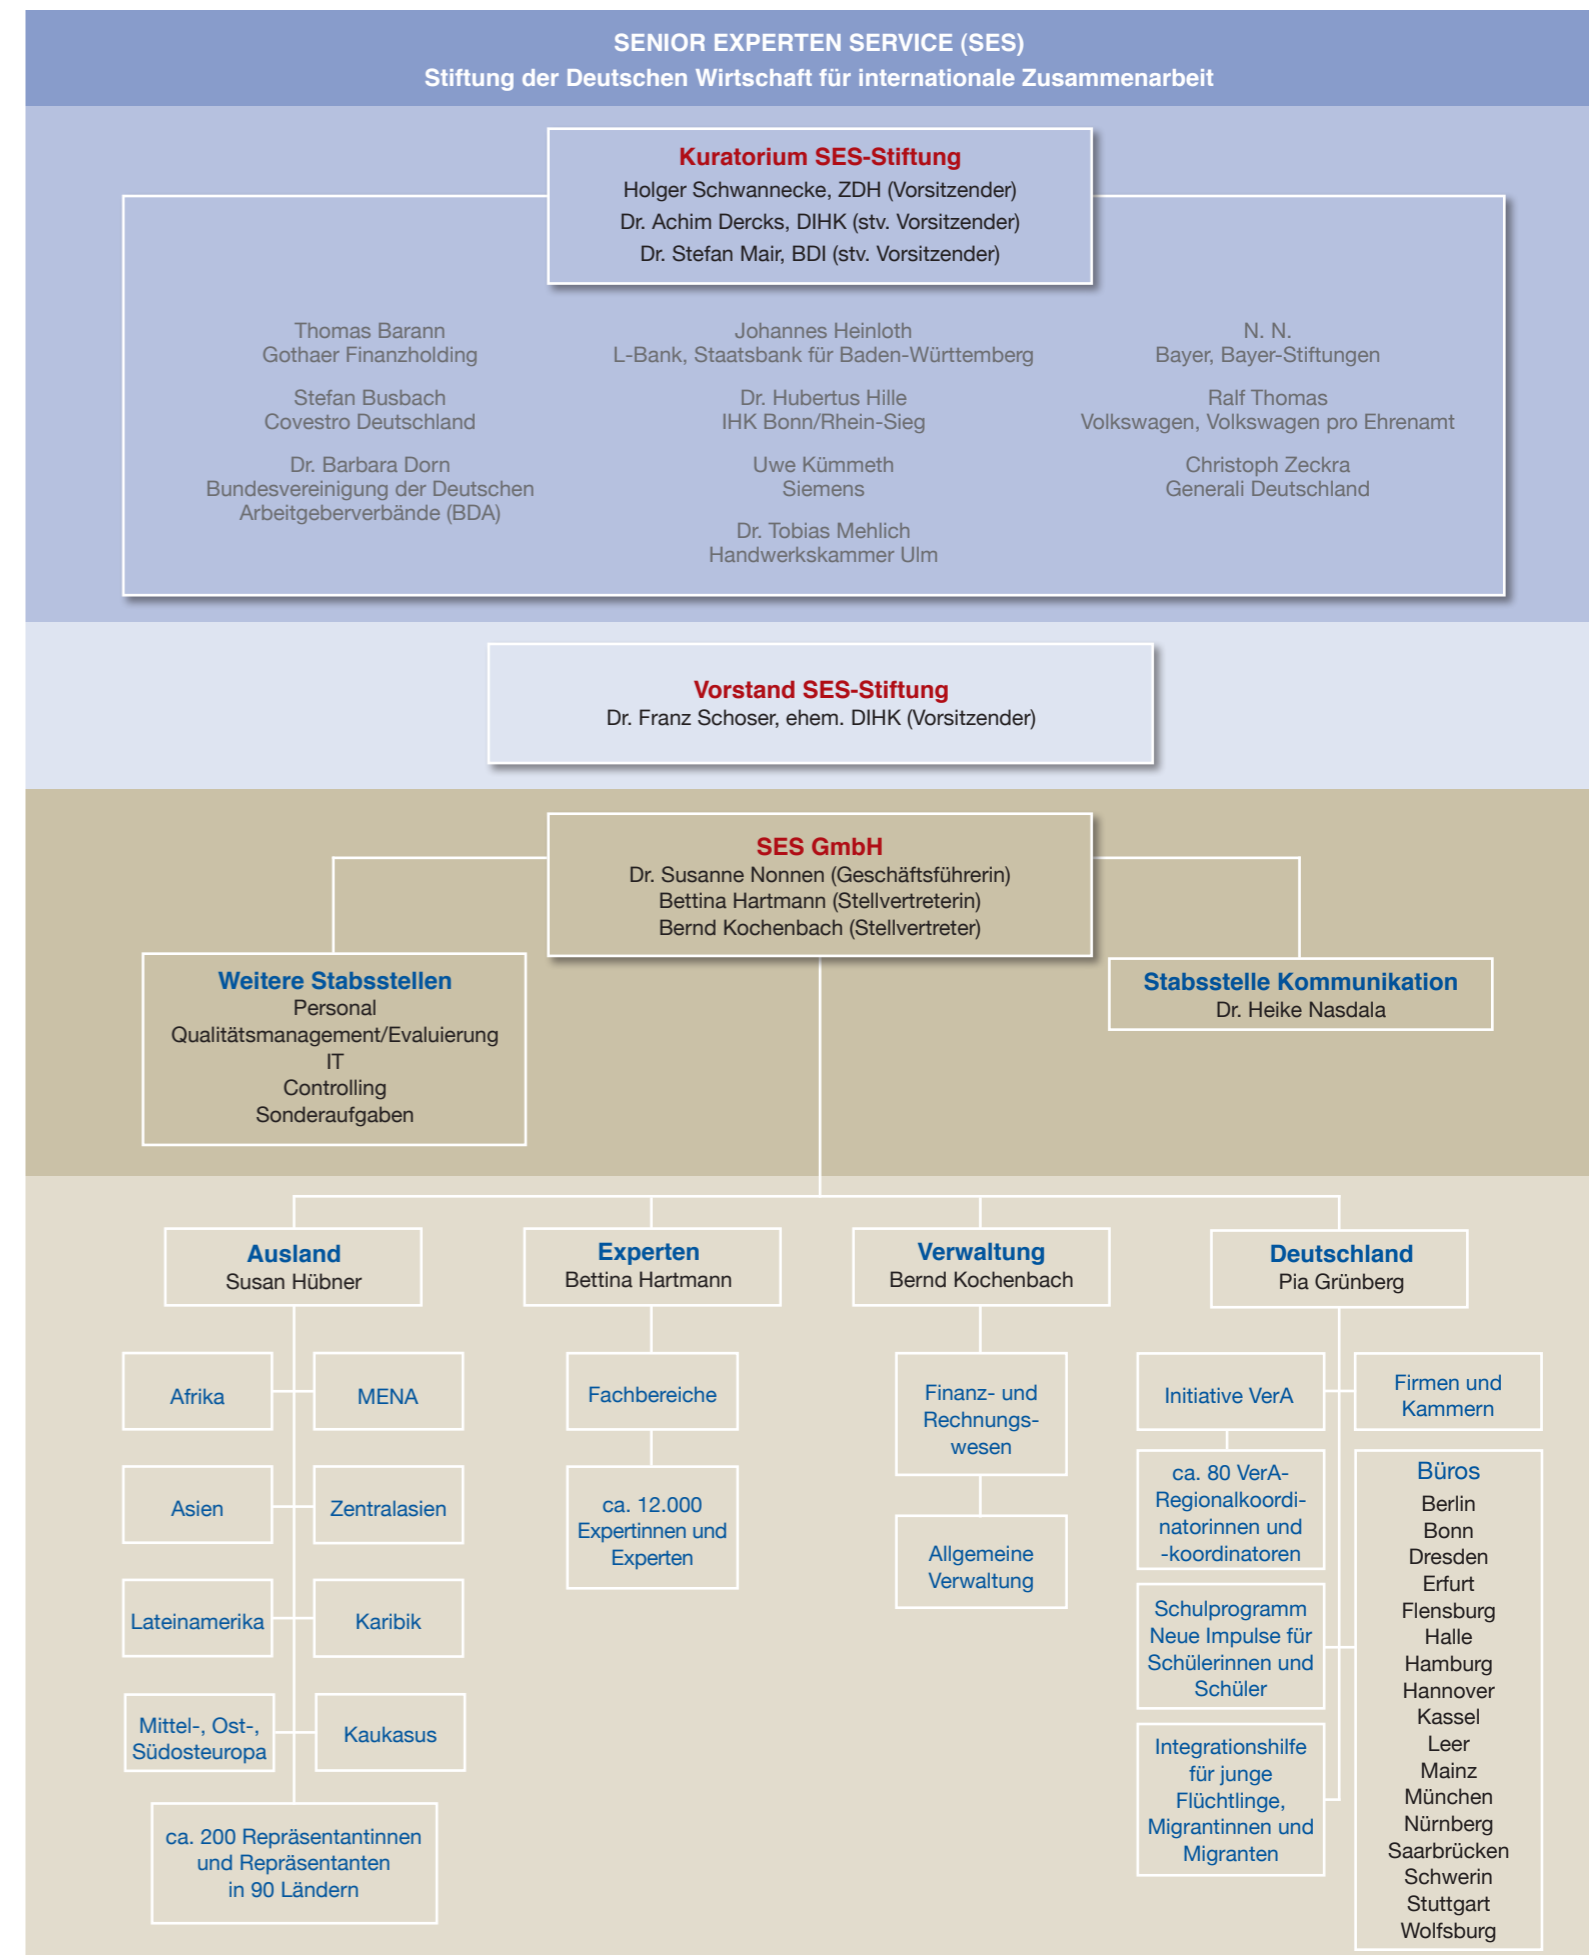 SENIOR EXPERTEN SERVICE (SES)
Stiftung der Deutschen Wirtschaft für internationale Zusammenarbeit
Kuratorium SES-Stiftung
Holger Schwannecke, ZDH (Vorsitzender)
Dr. Achim Dercks, DIHK (stv. Vorsitzender)
Dr. Stefan Mair, BDI (stv. Vorsitzender)
Thomas Barann
Gothaer Finanzholding
Stefan Busbach
Covestro Deutschland
Dr. Barbara Dorn
Bundesvereinigung der Deutschen
Arbeitgeberverbände (BDA)
Johannes Heinloth
L-Bank, Staatsbank für Baden-Württemberg
Dr. Hubertus Hille
IHK Bonn/Rhein-Sieg
Uwe Kümmeth
Siemens
Dr. Tobias Mehlich
Handwerkskammer Ulm
N. N.
Bayer, Bayer-Stiftungen
Ralf Thomas
Volkswagen, Volkswagen pro Ehrenamt
Christoph Zeckra
Generali Deutschland
Vorstand SES-Stiftung
Dr. Franz Schoser, ehem. DIHK (Vorsitzender)
SES GmbH
Dr. Susanne Nonnen (Geschäftsführerin)
Bettina Hartmann (Stellvertreterin)
Bernd Kochenbach (Stellvertreter)
Weitere Stabsstellen
Personal
Qualitätsmanagement/Evaluierung
IT
Controlling
Sonderaufgaben
Stabsstelle Kommunikation
Dr. Heike Nasdala
Ausland
Susan Hübner
Afrika
MENA
Asien
Zentralasien
Lateinamerika
Karibik
Mittel-, Ost-,
Südosteuropa
Kaukasus
ca. 200 Repräsentantinnen
und Repräsentanten
in 90 Ländern
Experten
Bettina Hartmann
Fachbereiche
ca. 12.000
Expertinnen und
Experten
Verwaltung
Bernd Kochenbach
Finanz- und
Rechnungs-
wesen
Allgemeine
Verwaltung
Deutschland
Pia Grünberg
Initiative VerA
ca. 80 VerA-
Regionalkoordi-
natorinnen und
-koordinatoren
Schulprogramm
Neue Impulse für
Schülerinnen und
Schüler
Integrationshilfe
für junge
Flüchtlinge,
Migrantinnen und
Migranten
Firmen und
Kammern
Büros
Berlin
Bonn
Dresden
Erfurt
Flensburg
Halle
Hamburg
Hannover
Kassel
Leer
Mainz
München
Nürnberg
Saarbrücken
Schwerin
Stuttgart
Wolfsburg